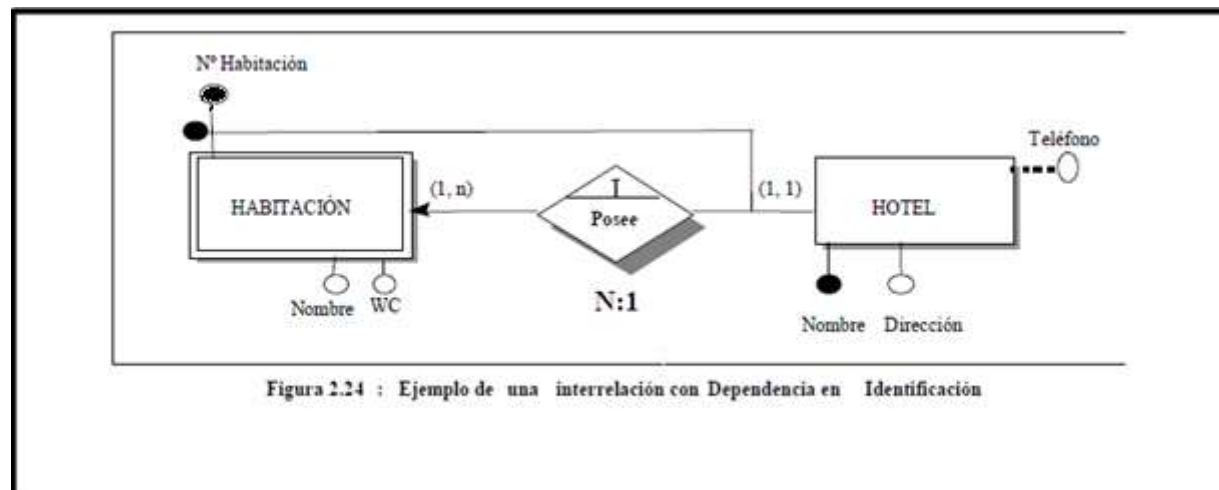 Nº Habitación
Teléfono
(1, n)
I
(1, 1)
HABITACIÓN
Posee
HOTEL
Nombre
WC
N:1
Nombre
Dirección
Figura 2.24 : Ejemplo de una interrelación con Dependencia en Identificación